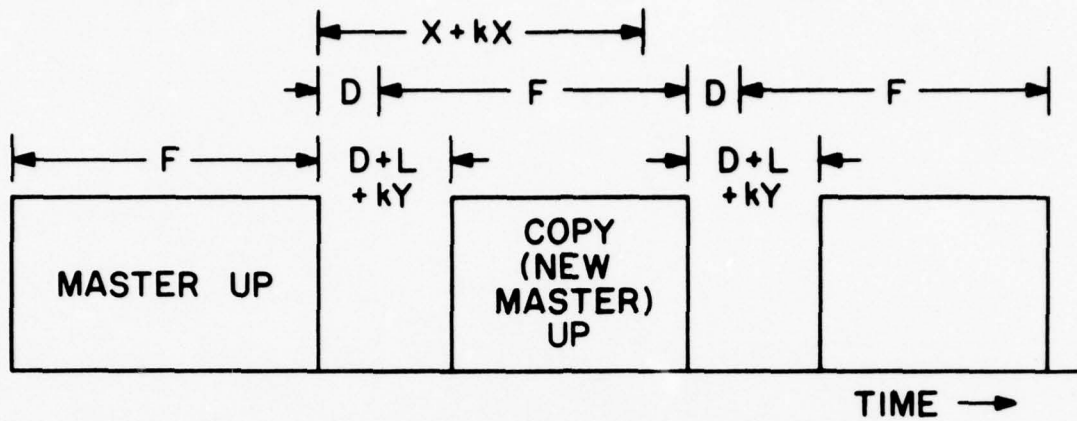 X + kX
D F D F
F D+L +kY D+L +kY
MASTER UP
COPY
(NEW
MASTER)
UP
TIME